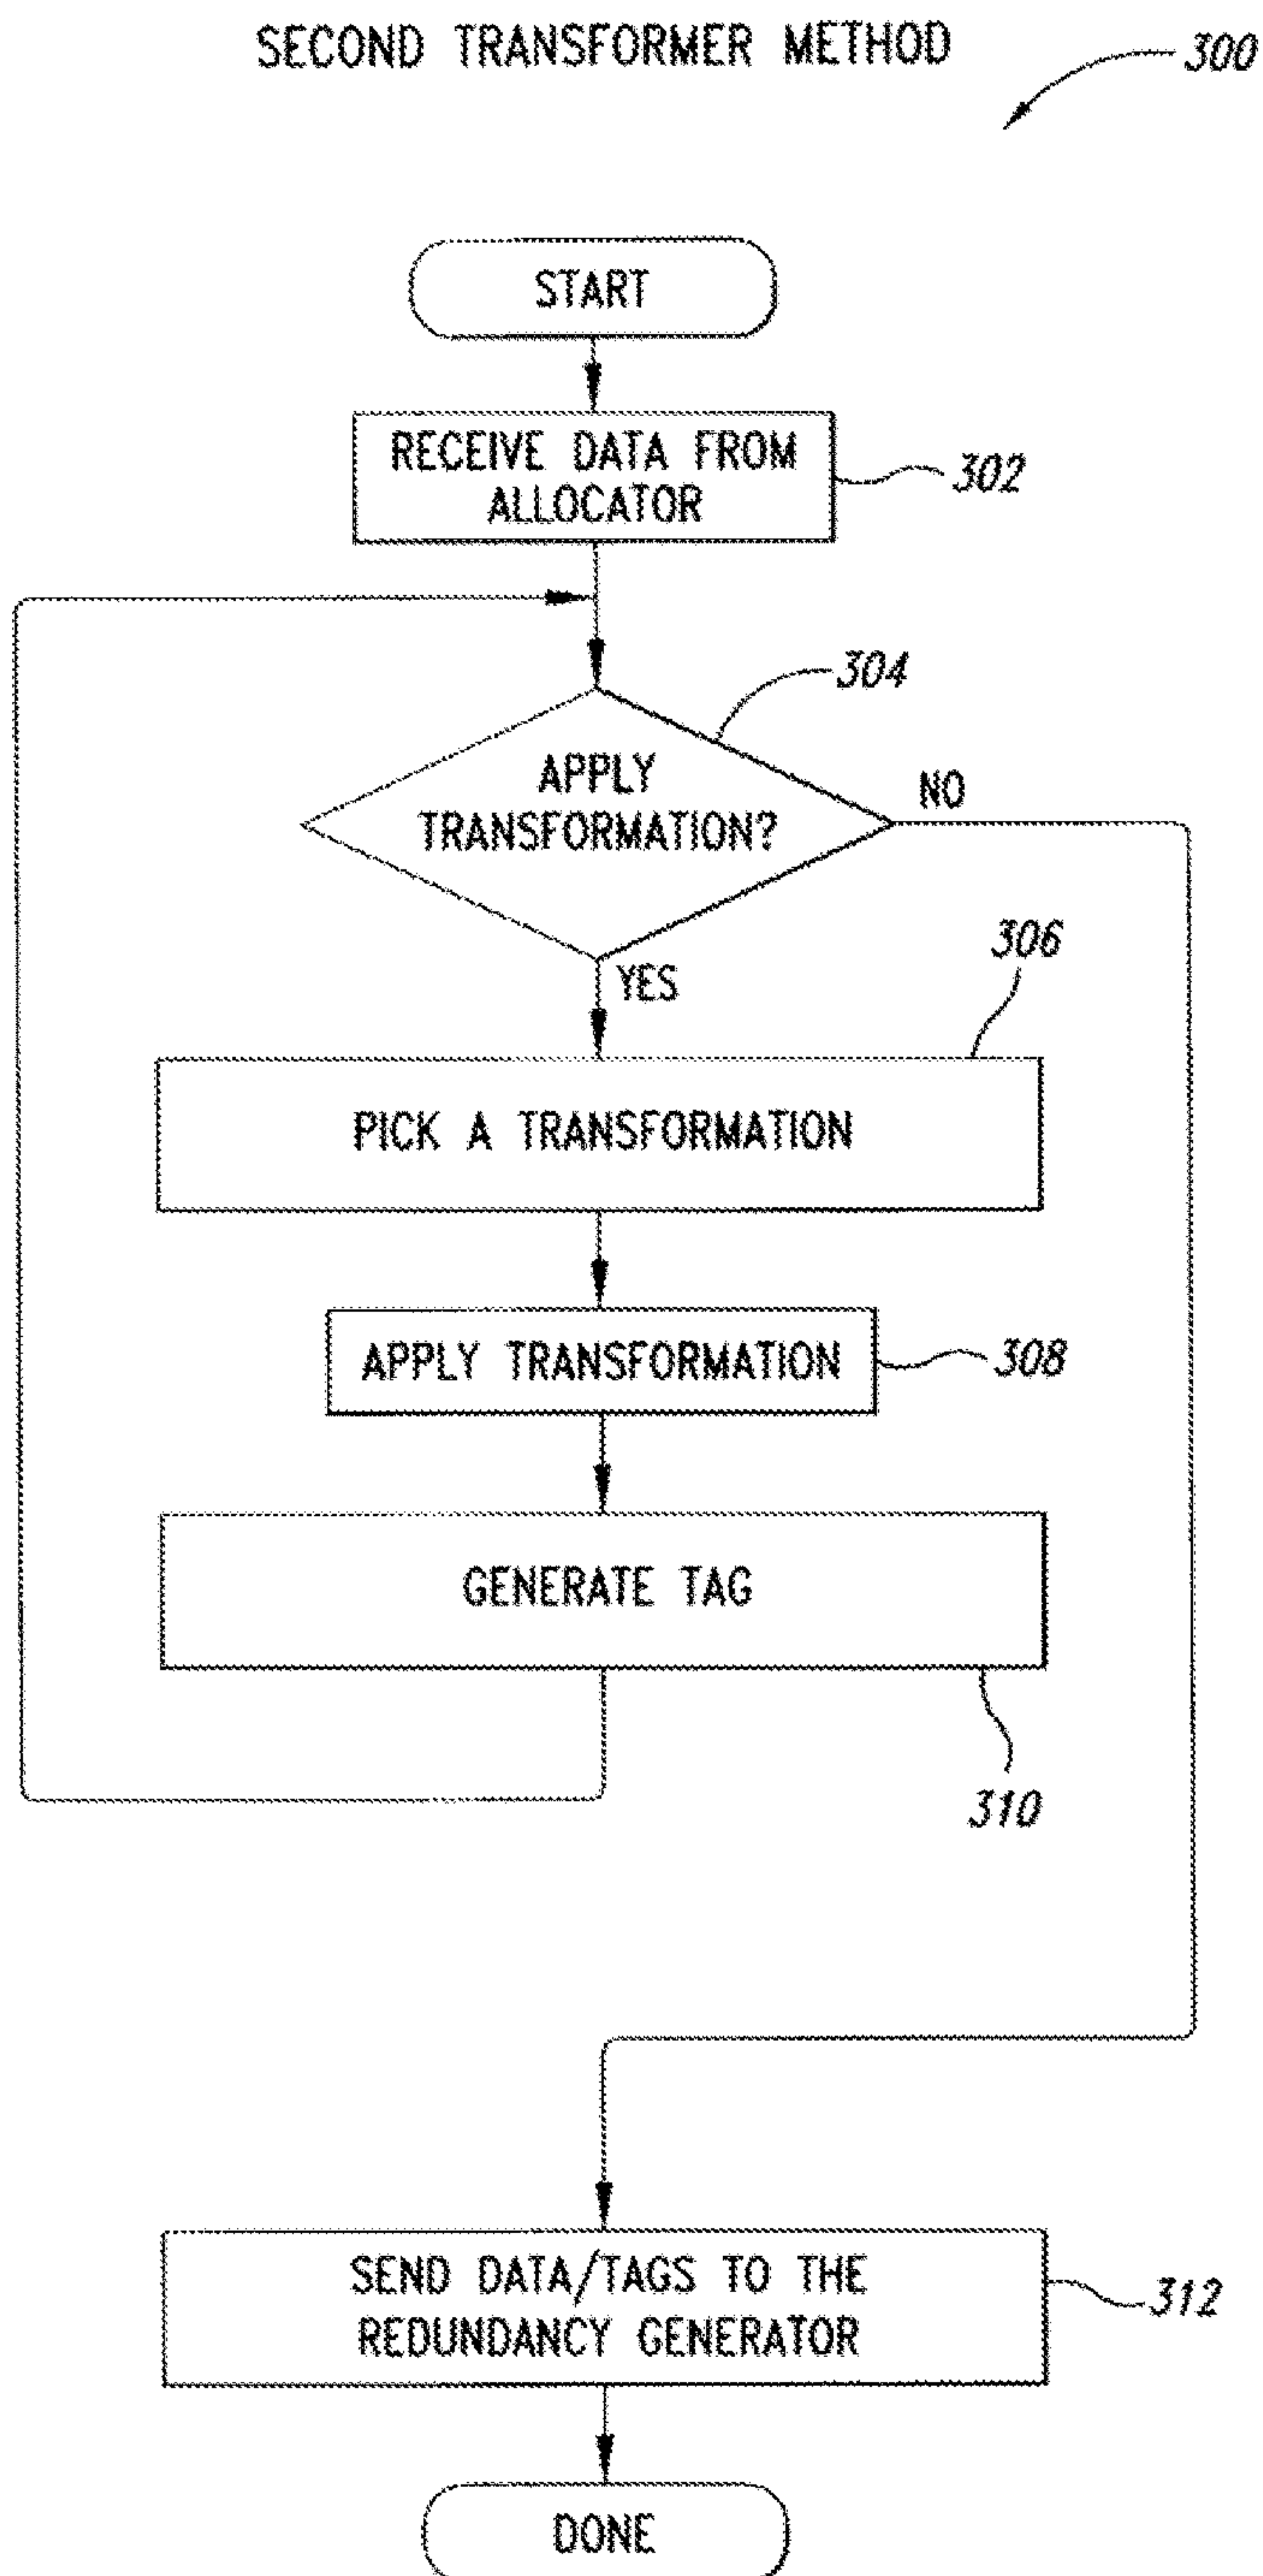 SECOND TRANSFORMER METHOD
300
START
RECEIVE DATA FROM
ALLOCATOR
302
304
APPLY
TRANSFORMATION?
NO
YES
306
PICK A TRANSFORMATION
APPLY TRANSFORMATION
308
GENERATE TAG
310
SEND DATA/TAGS TO THE
REDUNDANCY GENERATOR
312
DONE